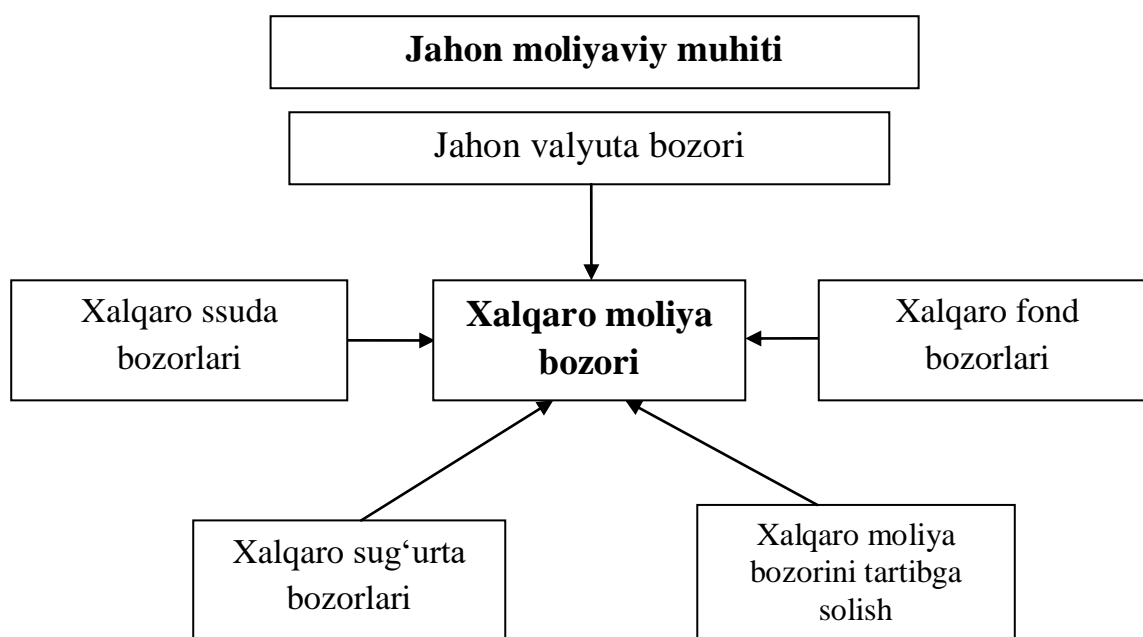 Jahon moliyaviy muhiti
Jahon valyuta bozori
Xalqaro ssuda
bozorlari
Xalqaro moliya
bozori
Xalqaro fond
bozorlari
Xalqaro sug‘urta
bozorlari
Xalqaro moliya
bozorini tartibga
solish